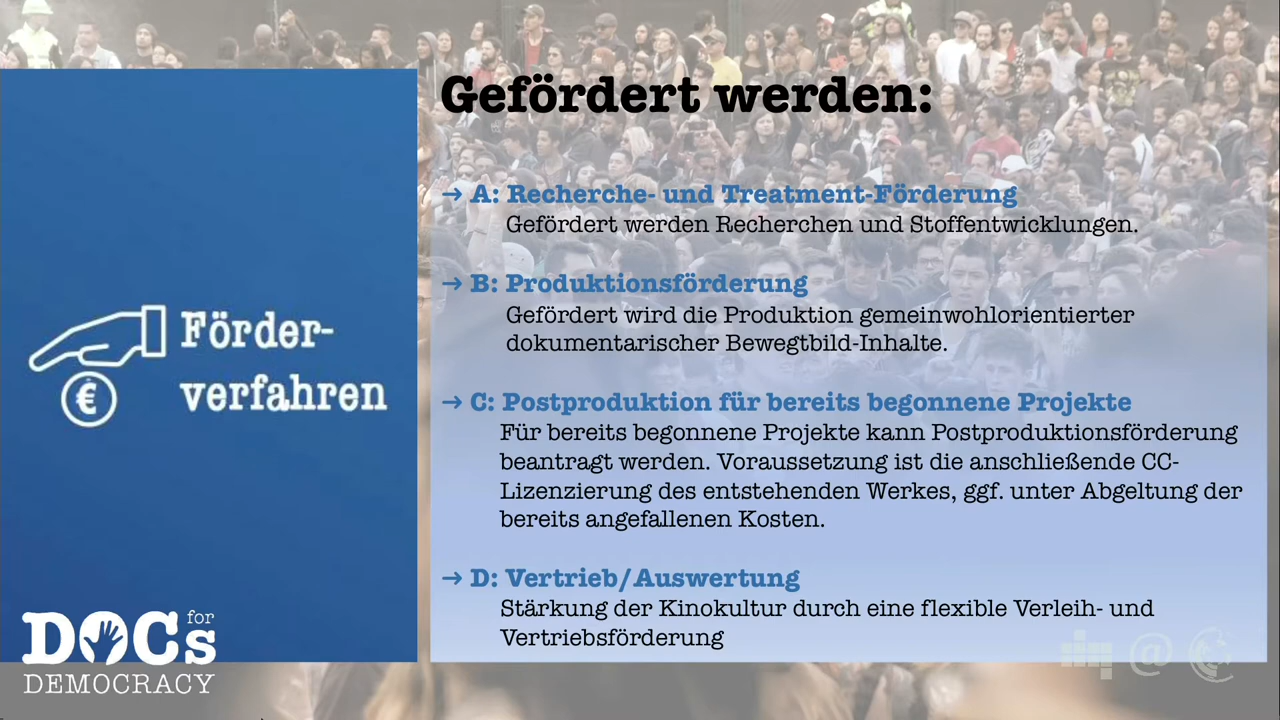 Gefördert werden:
→ A: Recherche- und Treatment-Förderung
Gefördert werden Recherchen und Stoffentwicklungen.
→ B: Produktionsförderung
Gefördert wird die Produktion gemeinwohlorientierter
dokumentarischer Bewegtbild-Inhalte.
→ C: Postproduktion für bereits begonnene Projekte
Für bereits begonnene Projekte kann Postproduktionsförderung
beantragt werden. Voraussetzung ist die anschließende CC-
Lizenzierung des entstehenden Werkes, ggf. unter Abgeltung der
bereits angefallenen Kosten.
→ D: Vertrieb/Auswertung
Stärkung der Kinokultur durch eine flexible Verleih- und
Vertriebsförderung
€
Förder-
verfahren
DOCs for
DEMOCRACY
@